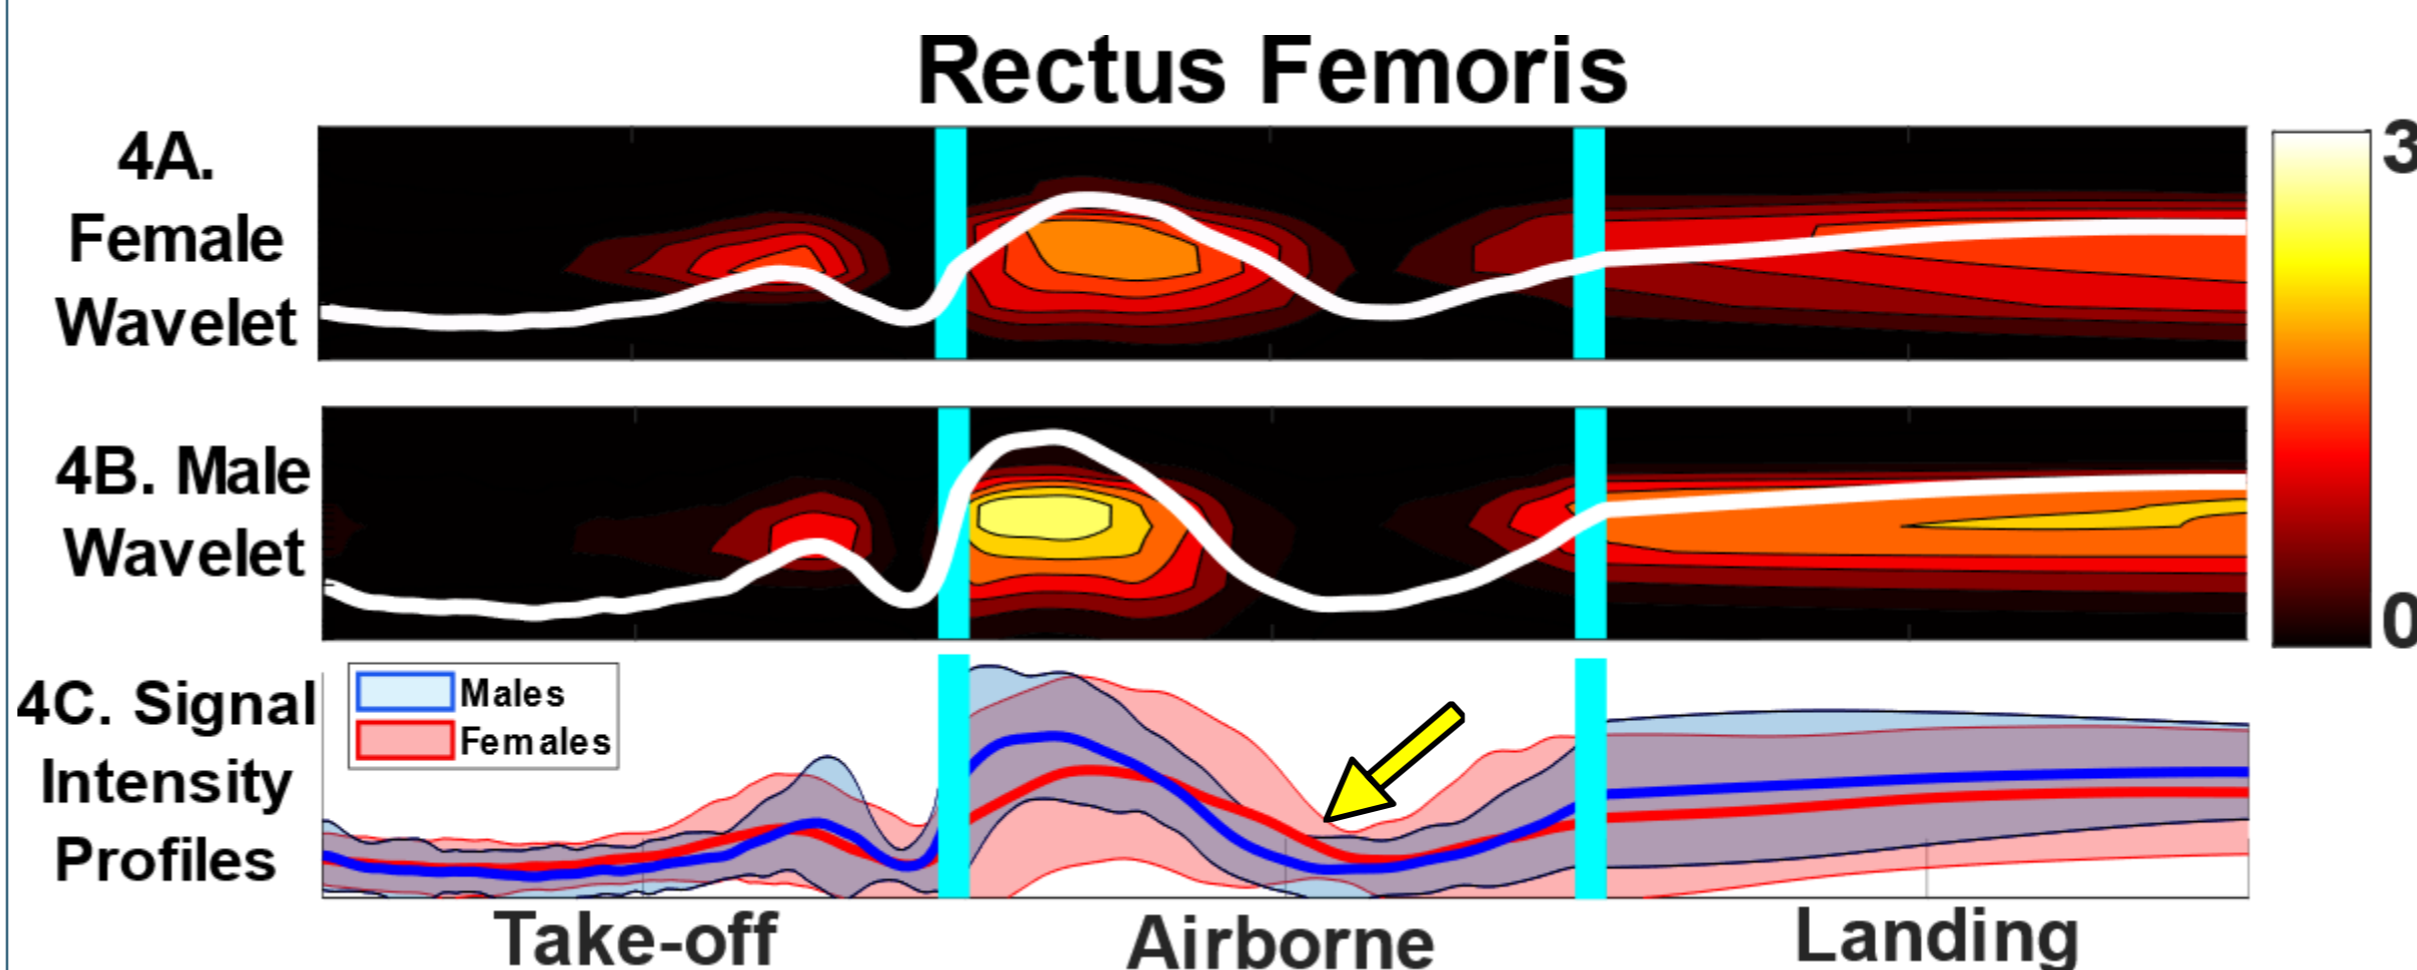 Rectus Femoris
4A.
Female
Wavelet
3
0
4B. Male
Wavelet
4C. Signal
Intensity
Profiles
Males
Females
Take-off
Airborne
Landing